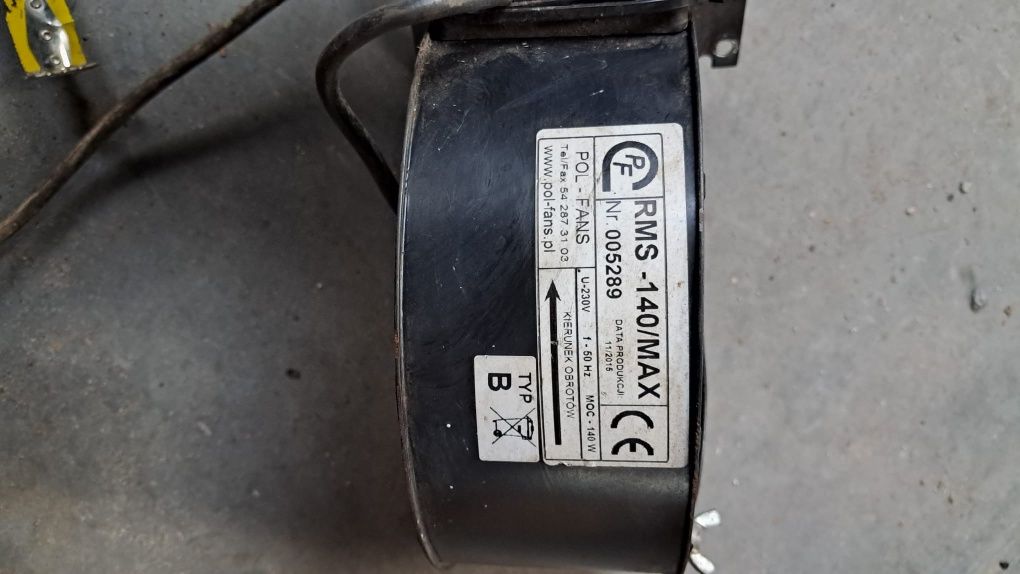 PF
RMS -140/MAX
Nr. 005289
DATA PRODUKCJI:
11/2015
CE
POL - FANS
Tel/Fax 54 287 31 03
www.pol-fans.pl
U-230V f - 50 Hz MOC - 140 W
KIERUNEK OBROTÓW
TYP
B